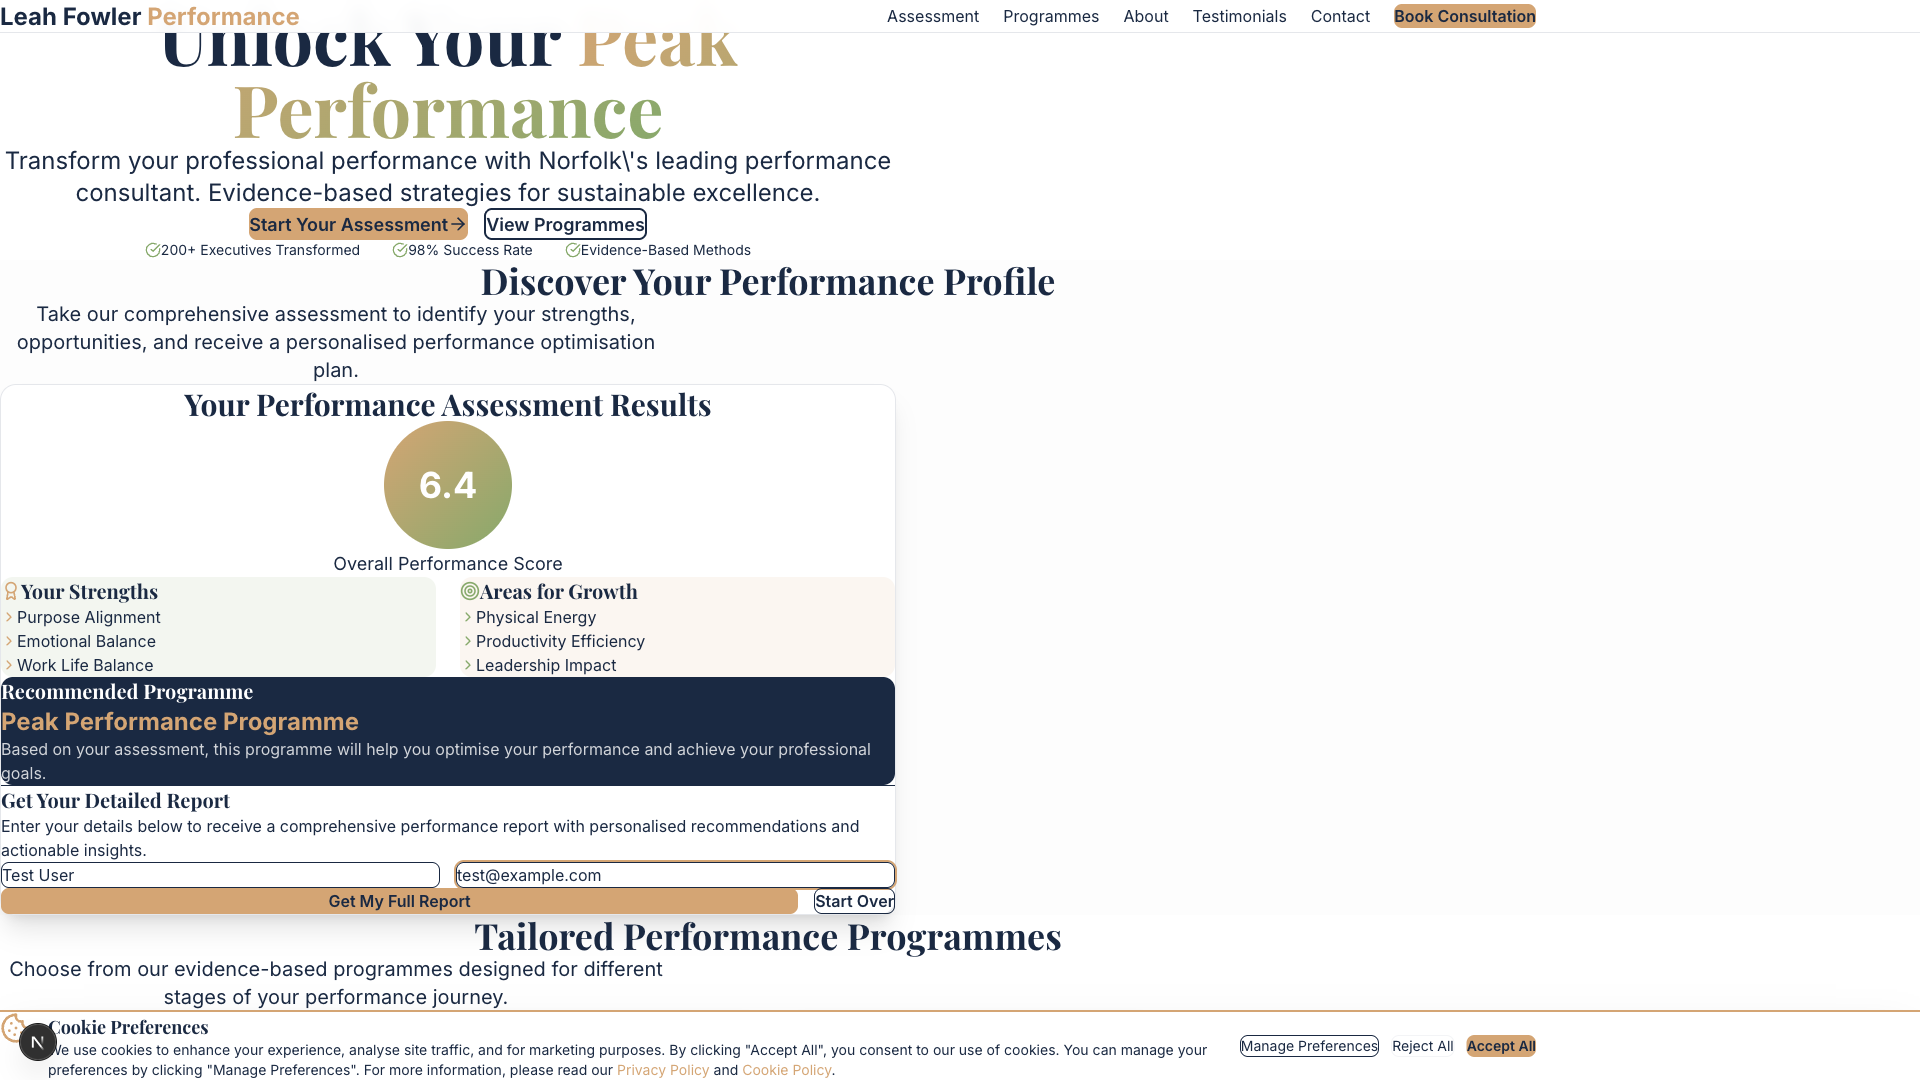 Leah Fowler Performance
Assessment
Programmes
About
Testimonials
Contact
Book Consultation
Unlock Your Peak
Performance
Transform your professional performance with Norfolk\'s leading performance
consultant. Evidence-based strategies for sustainable excellence.
Start Your Assessment
View Programmes
200+ Executives Transformed
98% Success Rate
Evidence-Based Methods
Discover Your Performance Profile
Take our comprehensive assessment to identify your strengths,
opportunities, and receive a personalised performance optimisation
plan.
Your Performance Assessment Results
6.4
Overall Performance Score
Your Strengths
Purpose Alignment
Emotional Balance
Work Life Balance
Areas for Growth
Physical Energy
Productivity Efficiency
Leadership Impact
Recommended Programme
Peak Performance Programme
Based on your assessment, this programme will help you optimise your performance and achieve your professional
goals.
Get Your Detailed Report
Enter your details below to receive a comprehensive performance report with personalised recommendations and
actionable insights.
Test User
test@example.com
Get My Full Report
Start Over
Tailored Performance Programmes
Choose from our evidence-based programmes designed for different
stages of your performance journey.
Cookie Preferences
We use cookies to enhance your experience, analyse site traffic, and for marketing purposes. By clicking "Accept All", you consent to our use of cookies. You can manage your
preferences by clicking "Manage Preferences". For more information, please read our Privacy Policy and Cookie Policy.
Manage Preferences
Reject All
Accept All
N